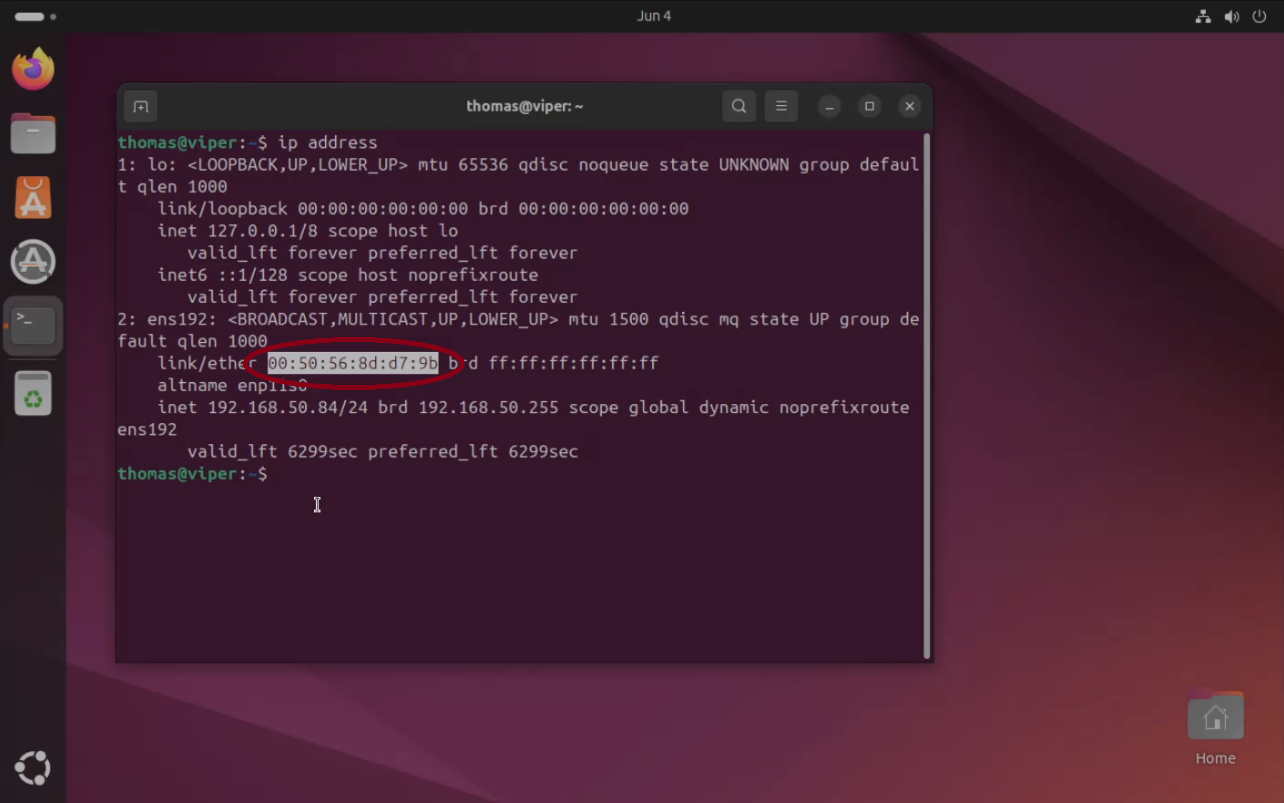 Jun 4
thomas@viper: ~
thomas@viper:~$ ip address
1: lo: <LOOPBACK,UP,LOWER_UP> mtu 65536 qdisc noqueue state UNKNOWN group defaul
t qlen 1000
link/loopback 00:00:00:00:00:00 brd 00:00:00:00:00:00
inet 127.0.0.1/8 scope host lo
valid_lft forever preferred_lft forever
inet6 ::1/128 scope host noprefixroute
valid_lft forever preferred_lft forever
2: ens192: <BROADCAST,MULTICAST,UP,LOWER_UP> mtu 1500 qdisc mq state UP group de
fault qlen 1000
link/ether 00:50:56:8d:d7:9b brd ff:ff:ff:ff:ff:ff
altname enp11s0
inet 192.168.50.84/24 brd 192.168.50.255 scope global dynamic noprefixroute
ens192
valid_lft 6299sec preferred_lft 6299sec
thomas@viper:~$
Home